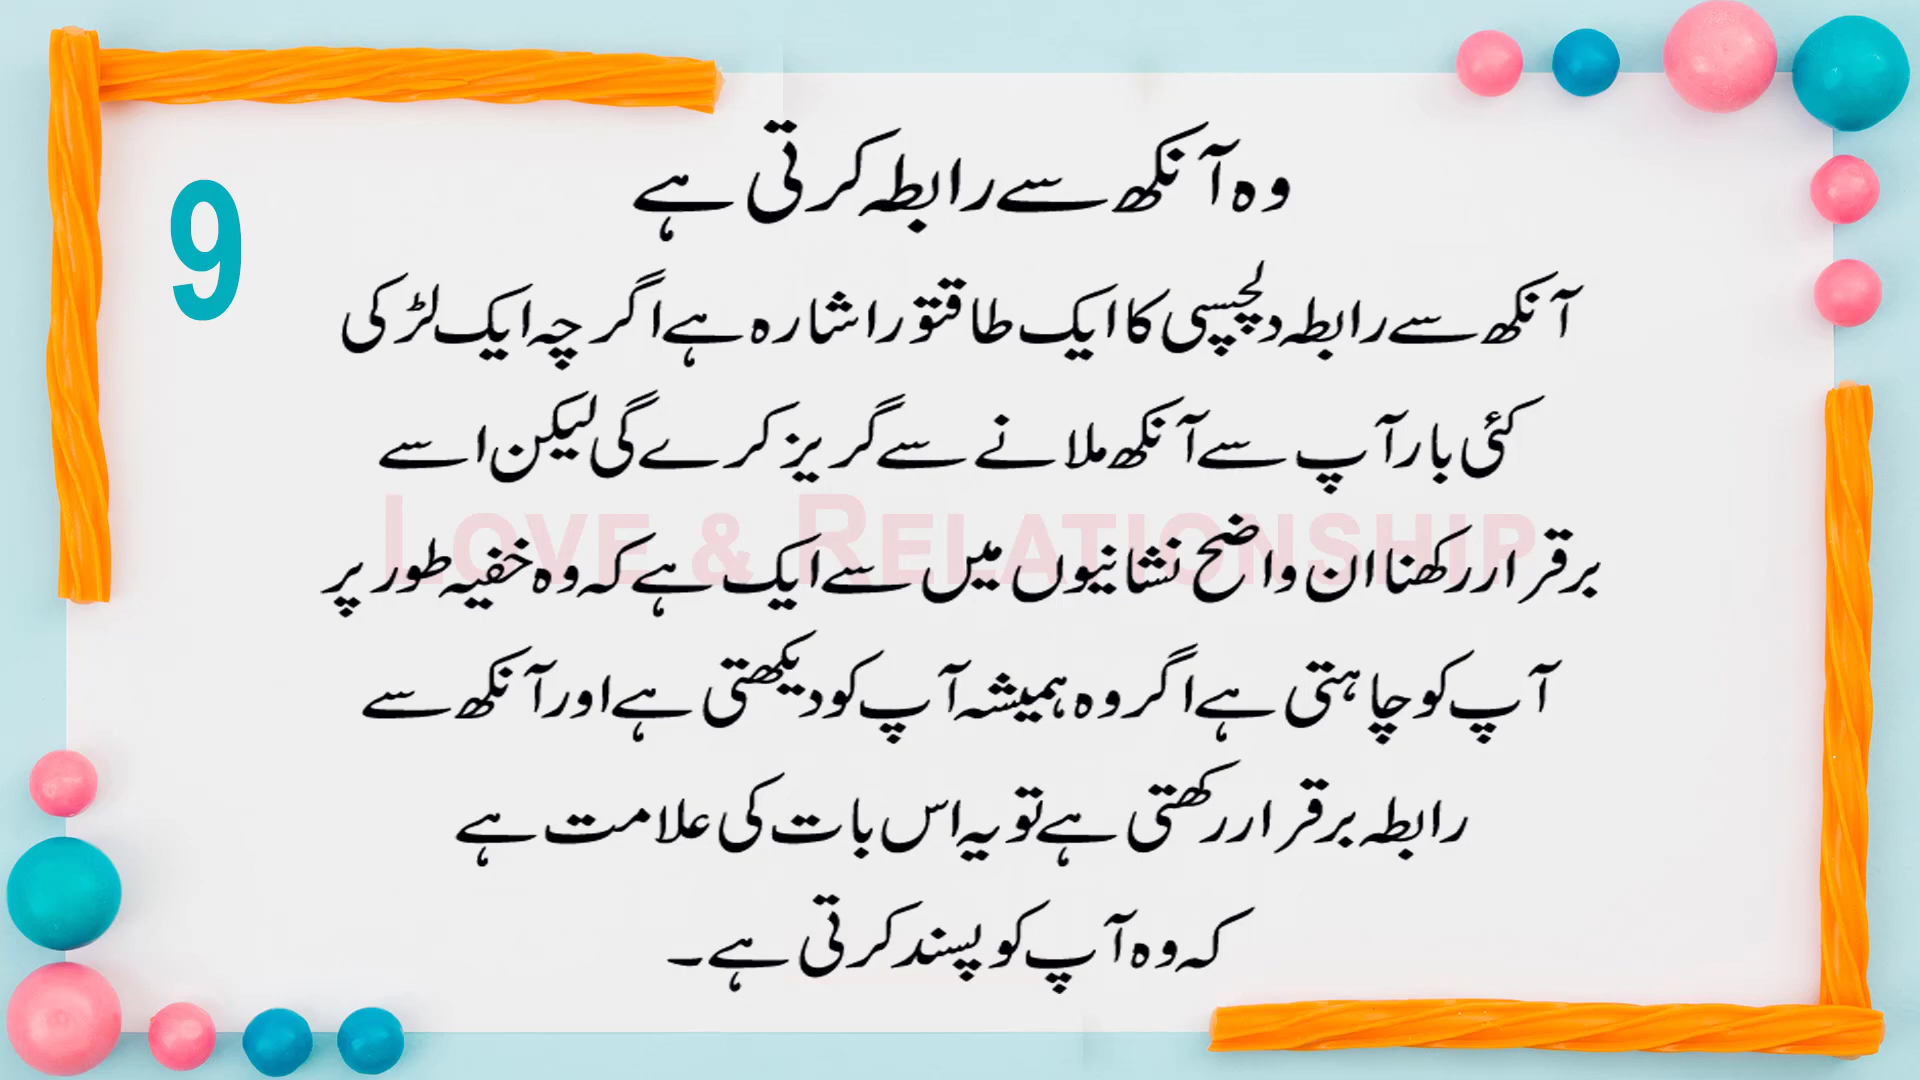 9
وہ آنکھ سے رابطہ کرتی ہے
آنکھ سے رابطہ دلچسپی کا ایک طاقتور اشارہ ہے اگرچہ ایک لڑکی
کئی بار آپ سے آنکھ ملانے سے گریز کرے گی لیکن اسے
برقرار رکھنا ان واضح نشانیوں میں سے ایک ہے کہ وہ خفیہ طور پر
آپ کو چاہتی ہے اگر وہ ہمیشہ آپ کو دیکھتی ہے اور آنکھ سے
رابطہ برقرار رکھتی ہے تو یہ اس بات کی علامت ہے
کہ وہ آپ کو پسند کرتی ہے۔
LOVE & RELATIONSHIP